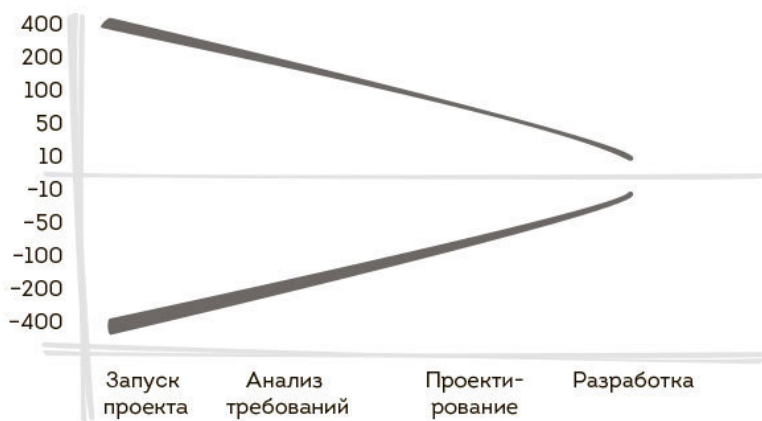 400
200
100
50
10
-10
-50
-100
-200
-400
Запуск
проекта
Анализ
требований
Проекти-
рование
Разработка